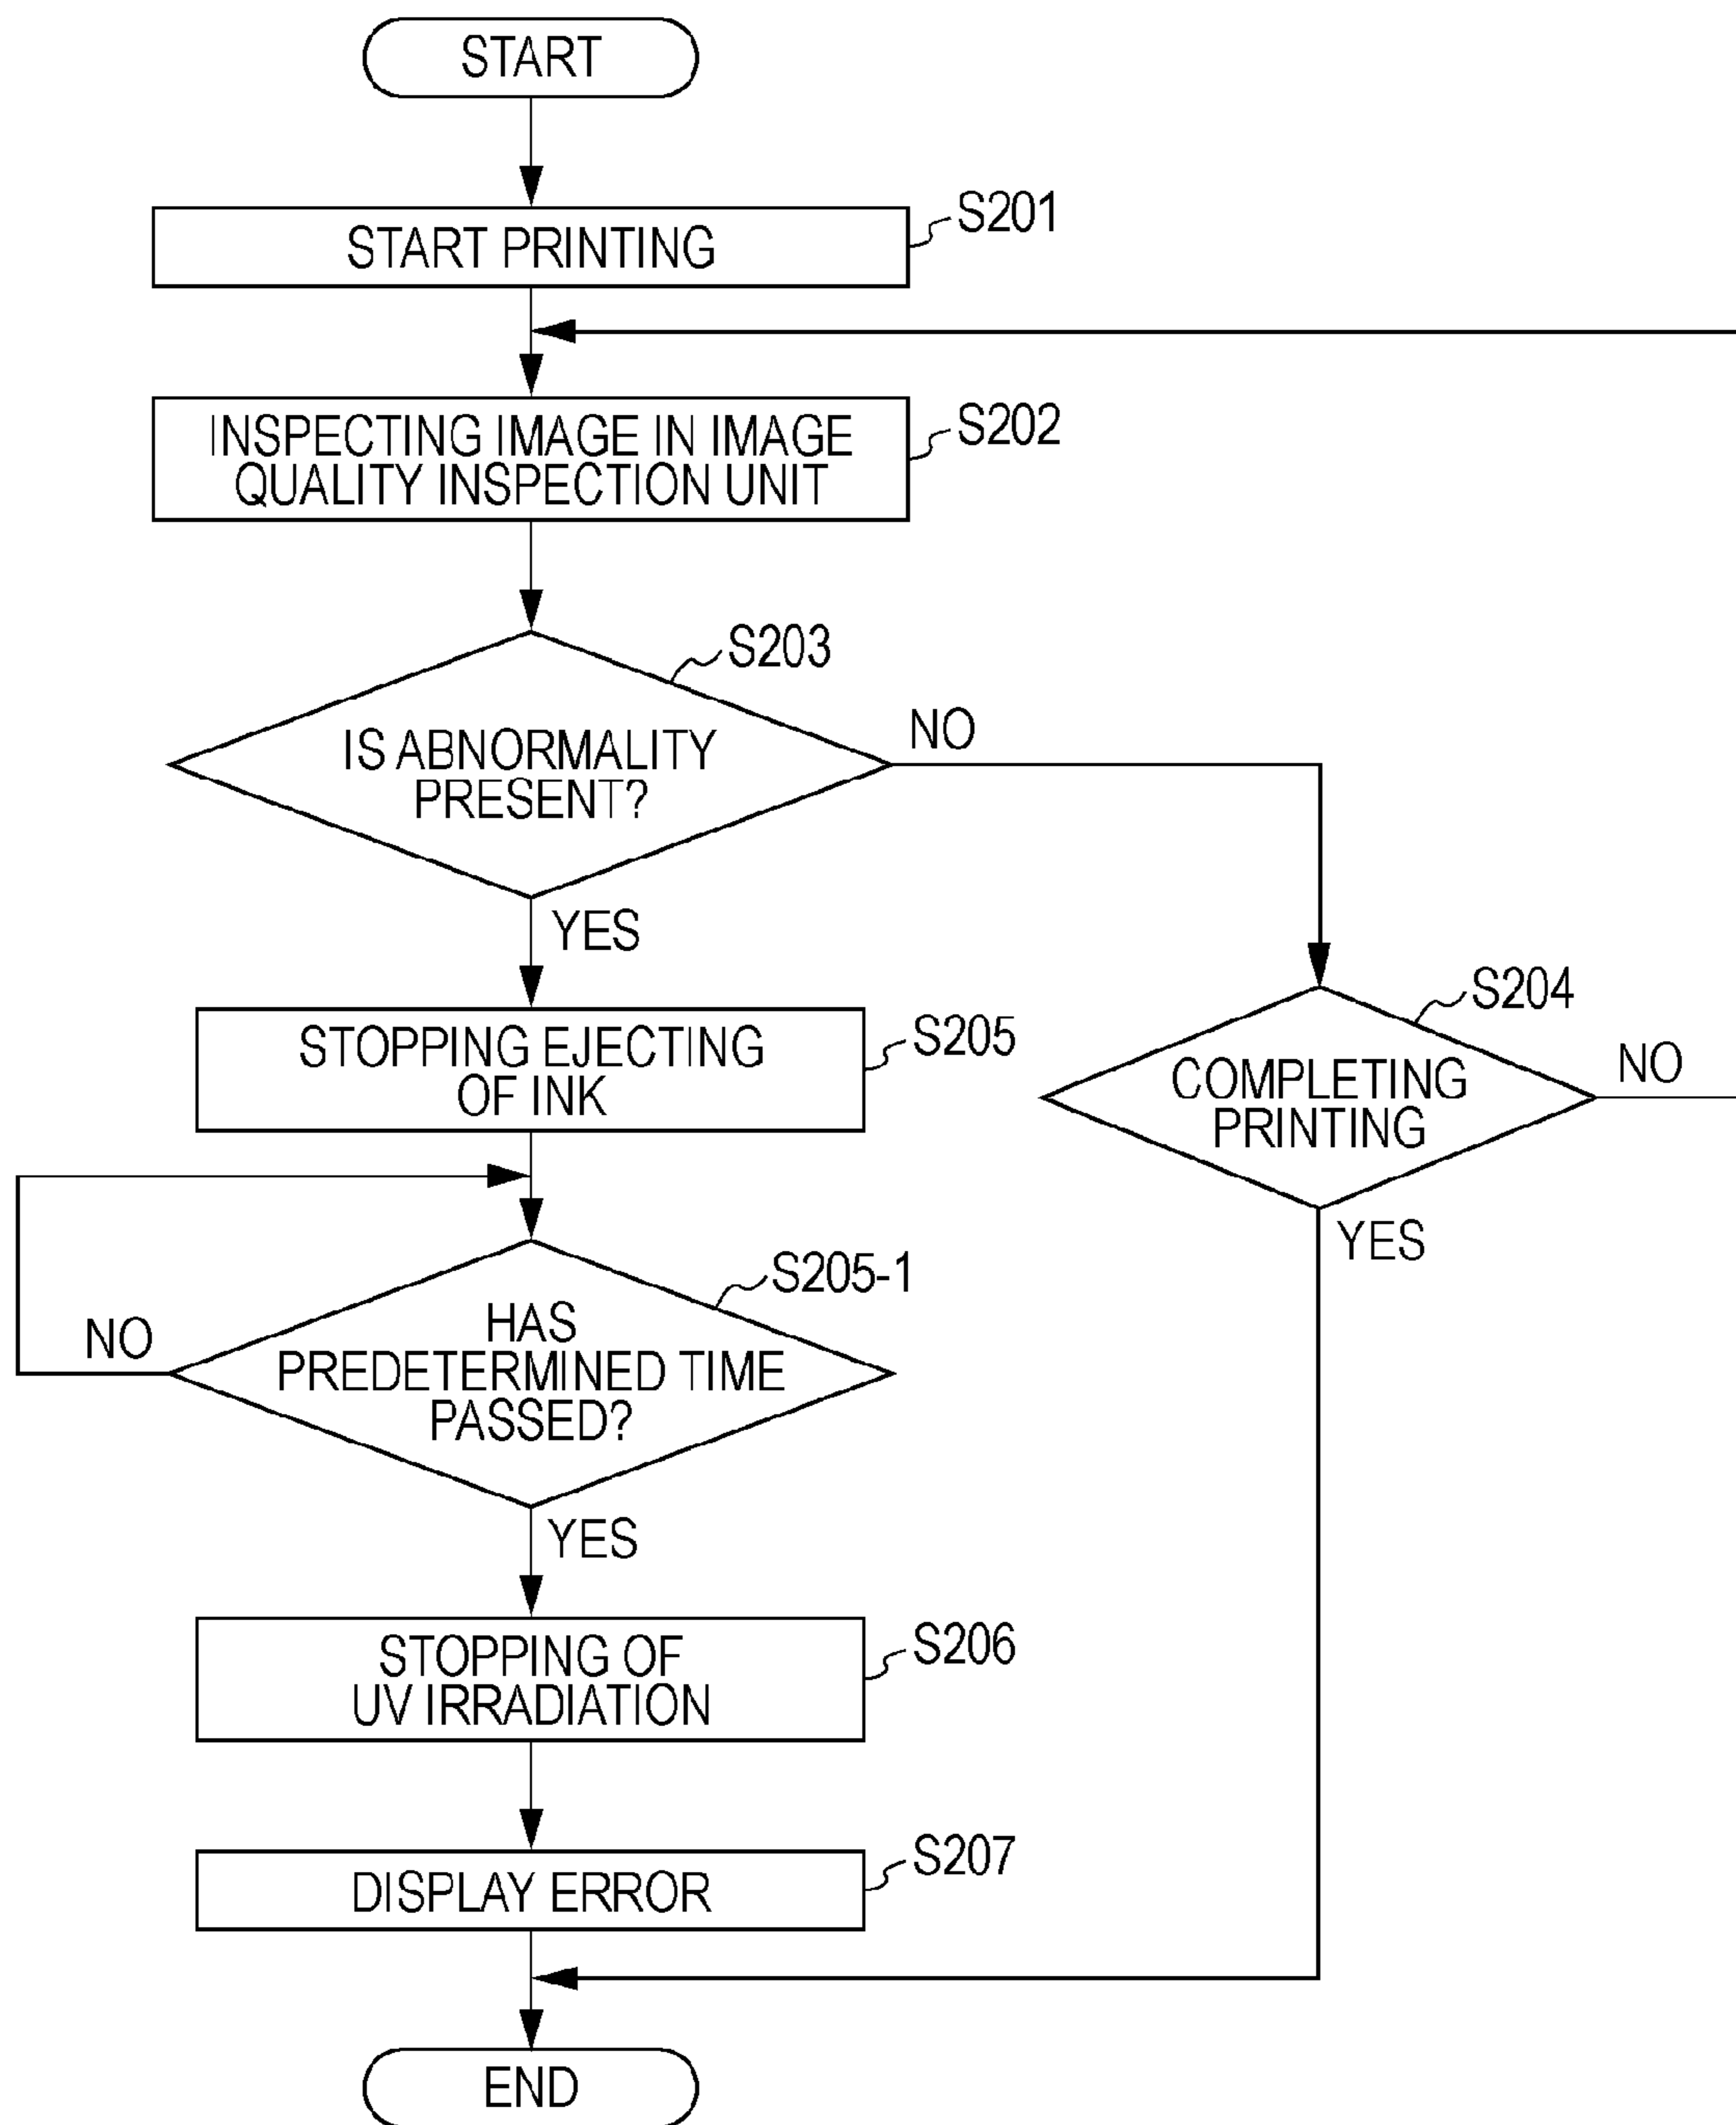 START
START PRINTING
S201
INSPECTING IMAGE IN IMAGE
QUALITY INSPECTION UNIT
S202
S203
IS ABNORMALITY
PRESENT?
NO
YES
S204
COMPLETING
PRINTING
NO
YES
STOPPING EJECTING
OF INK
S205
S205-1
HAS
PREDETERMINED TIME
PASSED?
NO
YES
STOPPING OF
UV IRRADIATION
S206
DISPLAY ERROR
S207
END